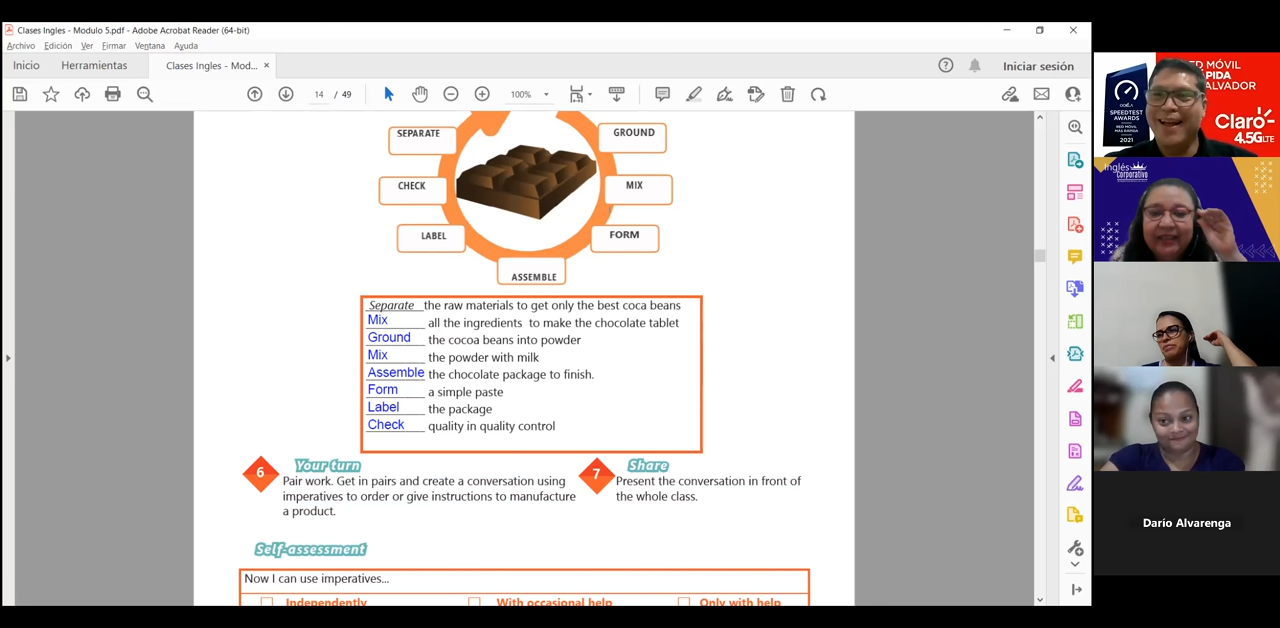 Clases Ingles - Modulo 5.pdf - Adobe Acrobat Reader (64-bit)
Archivo Edición Ver Firmar Ventana Ayuda
Inicio Herramientas Clases Ingles - Mod... × Iniciar sesión
14 / 49 100%
SEPARATE GROUND
CHECK MIX
LABEL FORM
ASSEMBLE
Separate the raw materials to get only the best coca beans
Mix all the ingredients to make the chocolate tablet
Ground the cocoa beans into powder
Mix the powder with milk
Assemble the chocolate package to finish.
Form a simple paste
Label the package
Check quality in quality control
6 Your turn
Pair work. Get in pairs and create a conversation using
imperatives to order or give instructions to manufacture
a product.
7 Share
Present the conversation in front of
the whole class.
Self-assessment
Now I can use imperatives...
Independently With occasional help Only with help
SPEEDTEST
AWARDS
2021
MÓVIL
Claro
4.5G LTE
Inglés
Corporativo
Darío Alvarenga